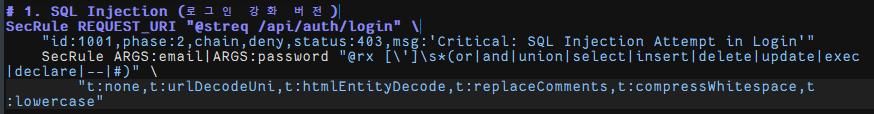 # 1. SQL Injection (로그인 강화 버전)
SecRule REQUEST_URI "@streq /api/auth/login" \
    "id:1001,phase:2,chain,deny,status:403,msg:'Critical: SQL Injection Attempt in Login'"
    SecRule ARGS:email|ARGS:password "@rx [\']\s*(or|and|union|select|insert|delete|update|exec
|declare|--|#)" \
        "t:none,t:urlDecodeUni,t:htmlEntityDecode,t:replaceComments,t:compressWhitespace,t
:lowercase"